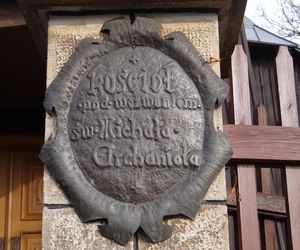 kościół
pod wezwaniem
św. Michała
Archanioła